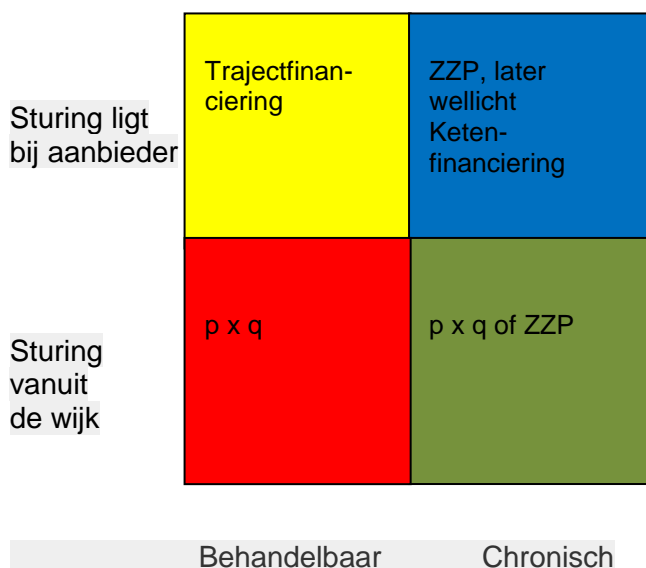 Trajectfinan-
ciering
ZZP, later
wellicht
Keten-
financiering
Sturing ligt
bij aanbieder
p x q
p x q of ZZP
Sturing
vanuit
de wijk
Behandelbaar Chronisch